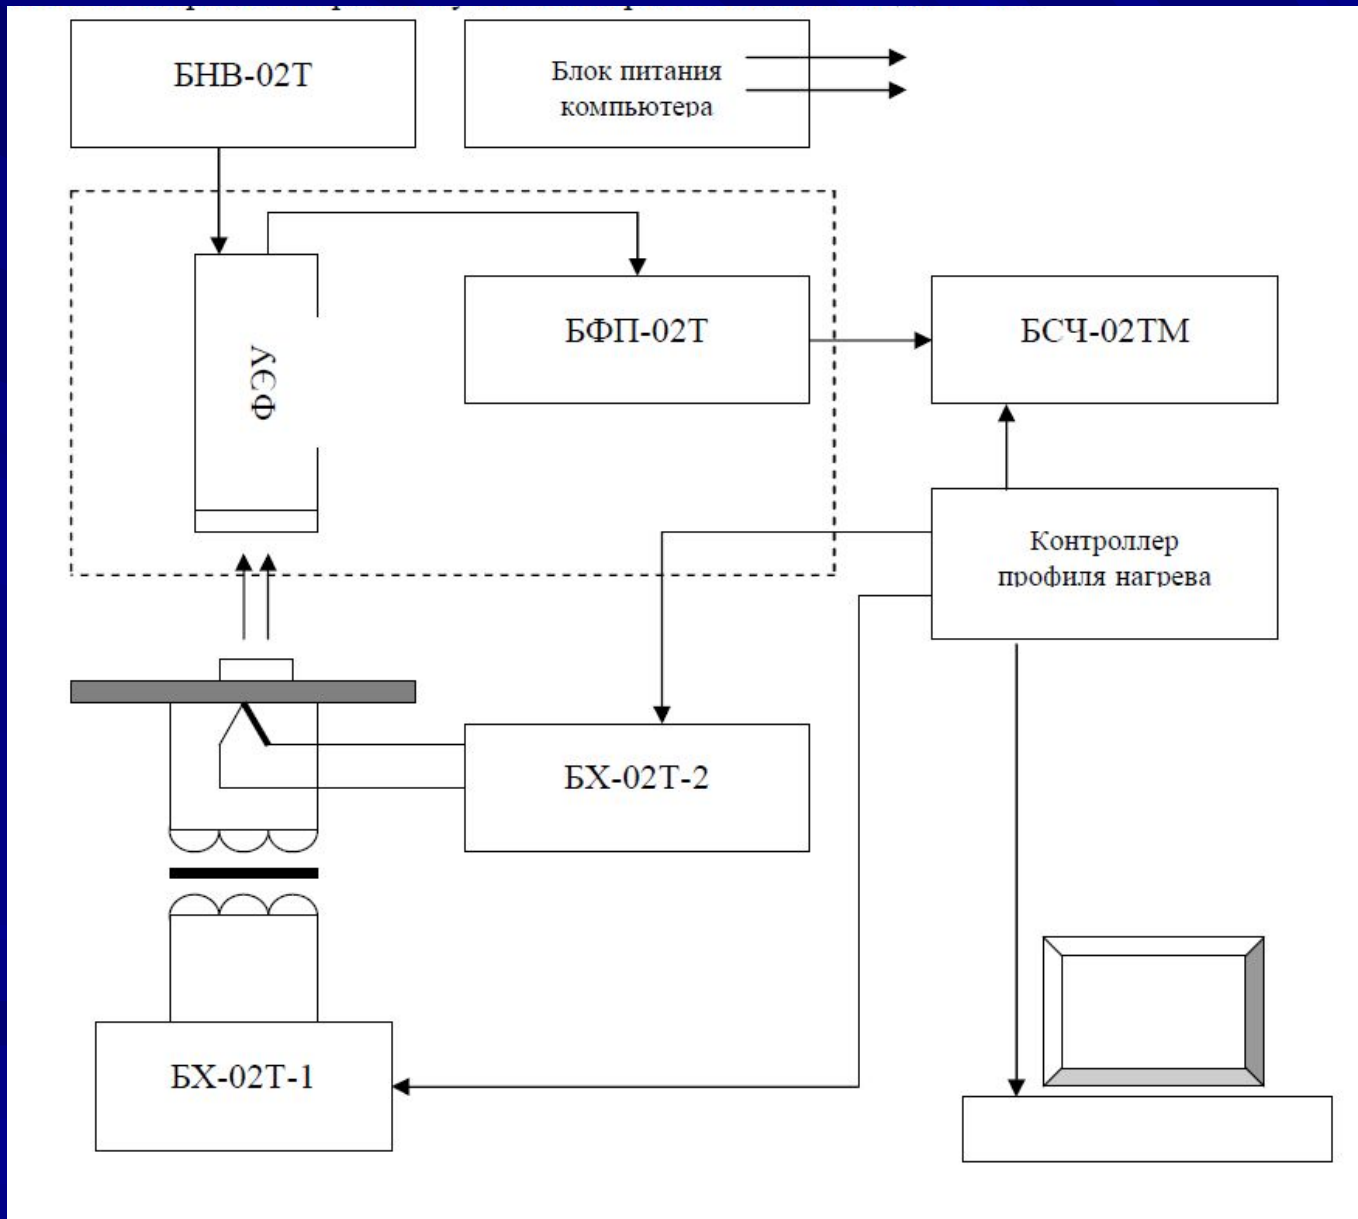 БНВ-02Т
Блок питания
компьютера
ФЭУ
БФП-02Т
БСЧ-02ТМ
Контроллер
профиля нагрева
БХ-02Т-2
БХ-02Т-1